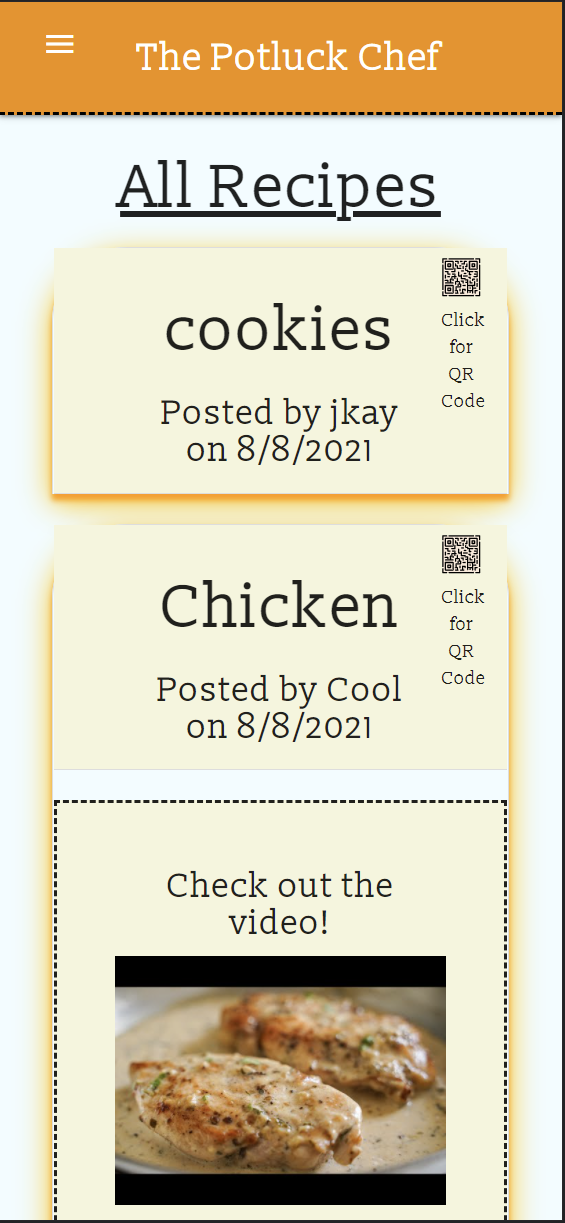 The Potluck Chef
All Recipes
cookies
Posted by jkay
on 8/8/2021
Click
for
QR
Code
Chicken
Posted by Cool
on 8/8/2021
Click
for
QR
Code
Check out the
video!